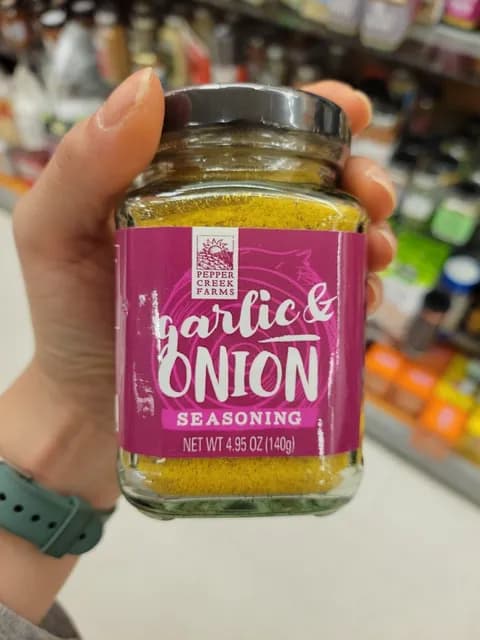 PEPPER
CREEK
FARMS
garlic &
ONION
SEASONING
NET WT 4.95 OZ (140g)